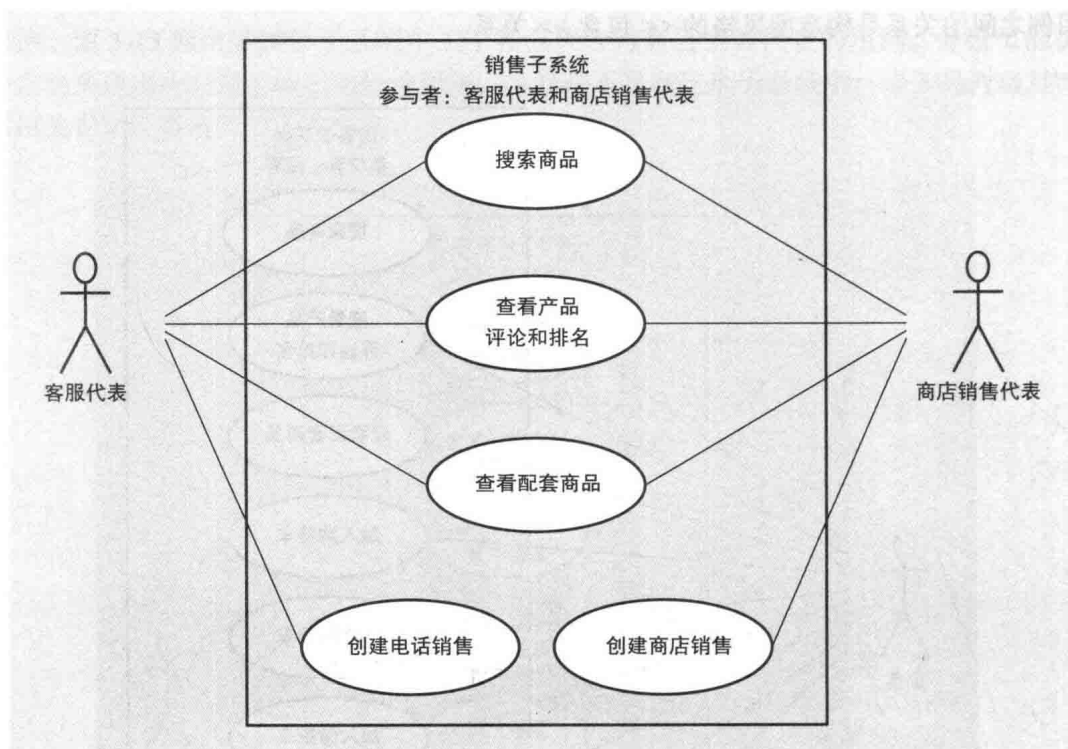 销售子系统
参与者：客服代表和商店销售代表
搜索商品
查看产品
评论和排名
客服代表
商店销售代表
查看配套商品
创建电话销售
创建商店销售